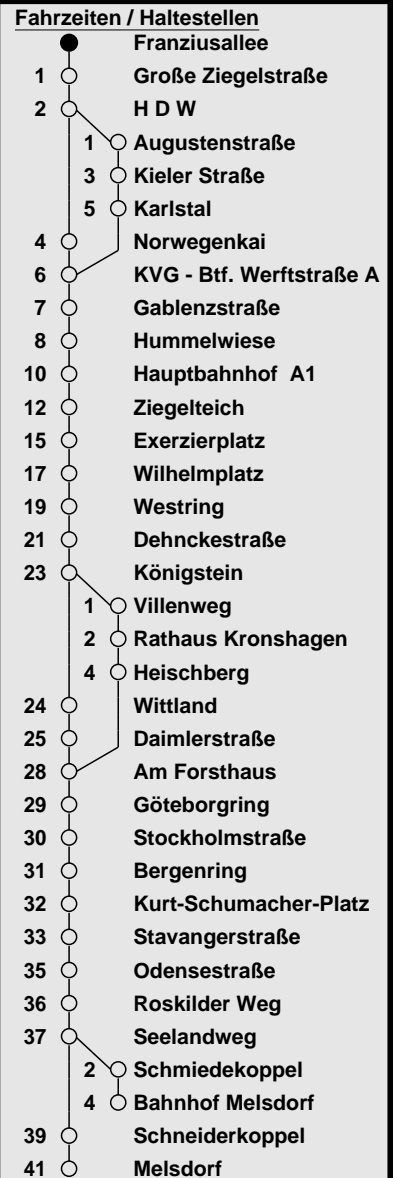 Fahrzeiten / Haltestellen
Franziusallee
1 Große Ziegelstraße
2 H D W
1 Augustenstraße
3 Kieler Straße
5 Karlstal
4 Norwegenkai
6 KVG - Btf. Werftstraße A
7 Gablenzstraße
8 Hummelwiese
10 Hauptbahnhof A1
12 Ziegelteich
15 Exerzierplatz
17 Wilhelmplatz
19 Westring
21 Dehnckestraße
23 Königstein
1 Villenweg
2 Rathaus Kronshagen
4 Heischberg
24 Wittland
25 Daimlerstraße
28 Am Forsthaus
29 Göteborgring
30 Stockholmstraße
31 Bergenring
32 Kurt-Schumacher-Platz
33 Stavangerstraße
35 Odensestraße
36 Roskilder Weg
37 Seelandweg
2 Schmiedekoppel
4 Bahnhof Melsdorf
39 Schneiderkoppel
41 Melsdorf